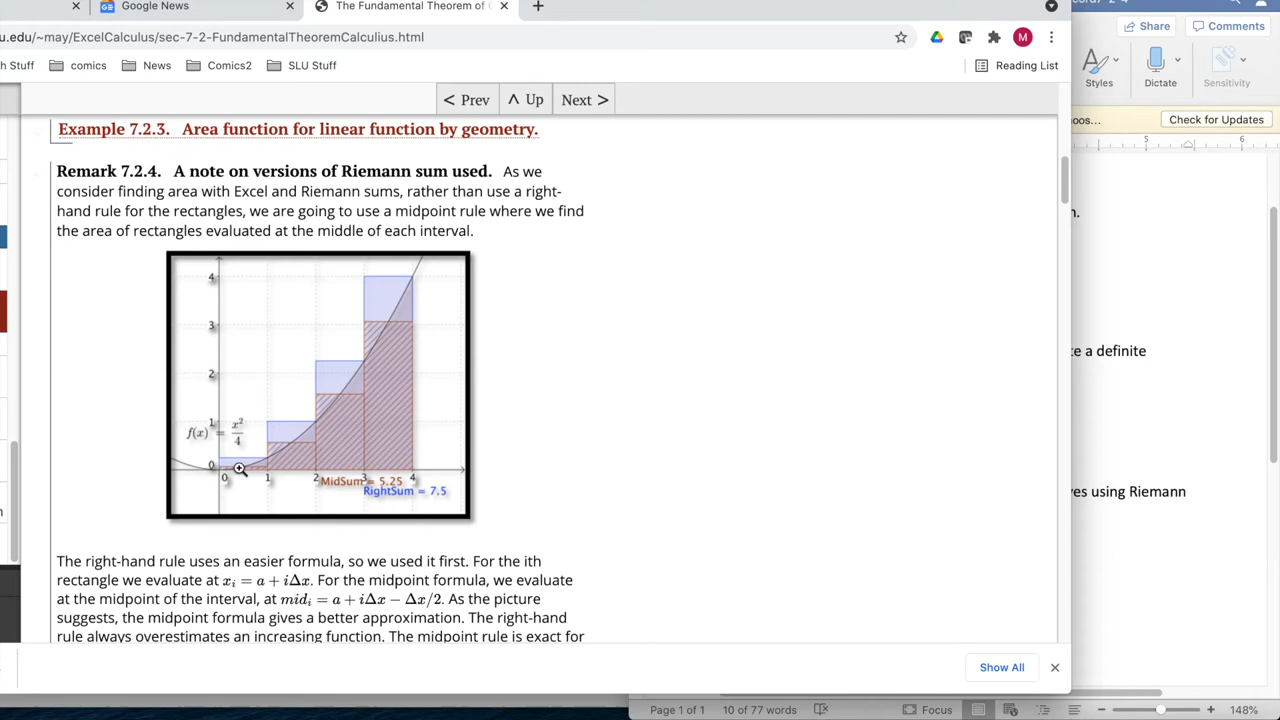 Google News
The Fundamental Theorem of
u.edu/~may/ExcelCalculus/sec-7-2-FundamentalTheoremCalculius.html
M
h Stuff
comics
News
Comics2
SLU Stuff
Reading List
Share
Comments
Styles
Dictate
Sensitivity
oos...
Check for Updates
< Prev
^ Up
Next >
5
6
Example 7.2.3. Area function for linear function by geometry.
Remark 7.2.4. A note on versions of Riemann sum used. As we
consider finding area with Excel and Riemann sums, rather than use a right-
hand rule for the rectangles, we are going to use a midpoint rule where we find
the area of rectangles evaluated at the middle of each interval.
4
3
2
1
f(x) = x²/4
0
0 1 2 3 4
MidSum = 5.25
RightSum = 7.5
The right-hand rule uses an easier formula, so we used it first. For the ith
rectangle we evaluate at xᵢ = a + iΔx. For the midpoint formula, we evaluate
at the midpoint of the interval, at midᵢ = a + iΔx − Δx/2. As the picture
suggests, the midpoint formula gives a better approximation. The right-hand
rule always overestimates an increasing function. The midpoint rule is exact for
n.
te a definite
ves using Riemann
Show All
Page 1 of 1
10 of 77 words
Focus
148%